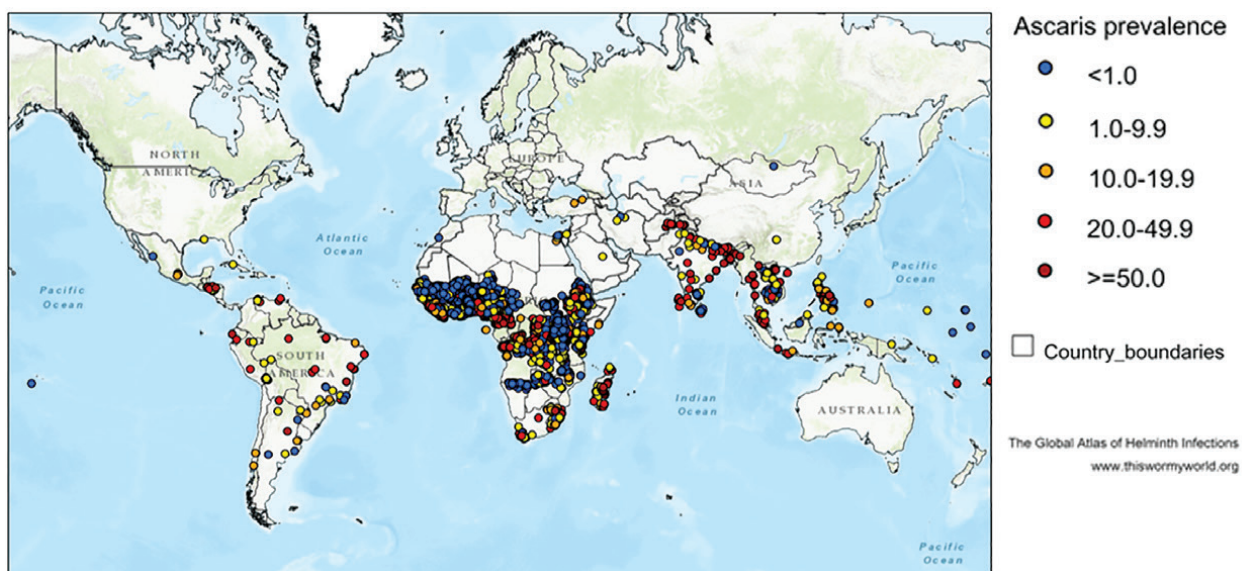 NORTH
AMERICA
Atlantic
Ocean
Pacific
Ocean
SOUTH
AMERICA
EUROPE
ASIA
Pacific
Ocean
Indian
Ocean
AUSTRALIA
Pacific
Ocean
Ascaris prevalence
<1.0
1.0-9.9
10.0-19.9
20.0-49.9
>=50.0
Country_boundaries
The Global Atlas of Helminth Infections
www.thiswormyworld.org